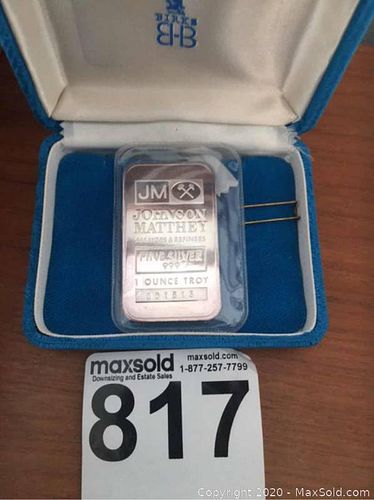 BIRKS
JM
JOHNSON
MATTHEY
ASSAYERS & REFINERS
FINE SILVER
999
1 OUNCE TROY
maxsold
maxsold.com
Downsizing and Estate Sales
1-877-257-7799
817
Copyright 2020 - MaxSold.com